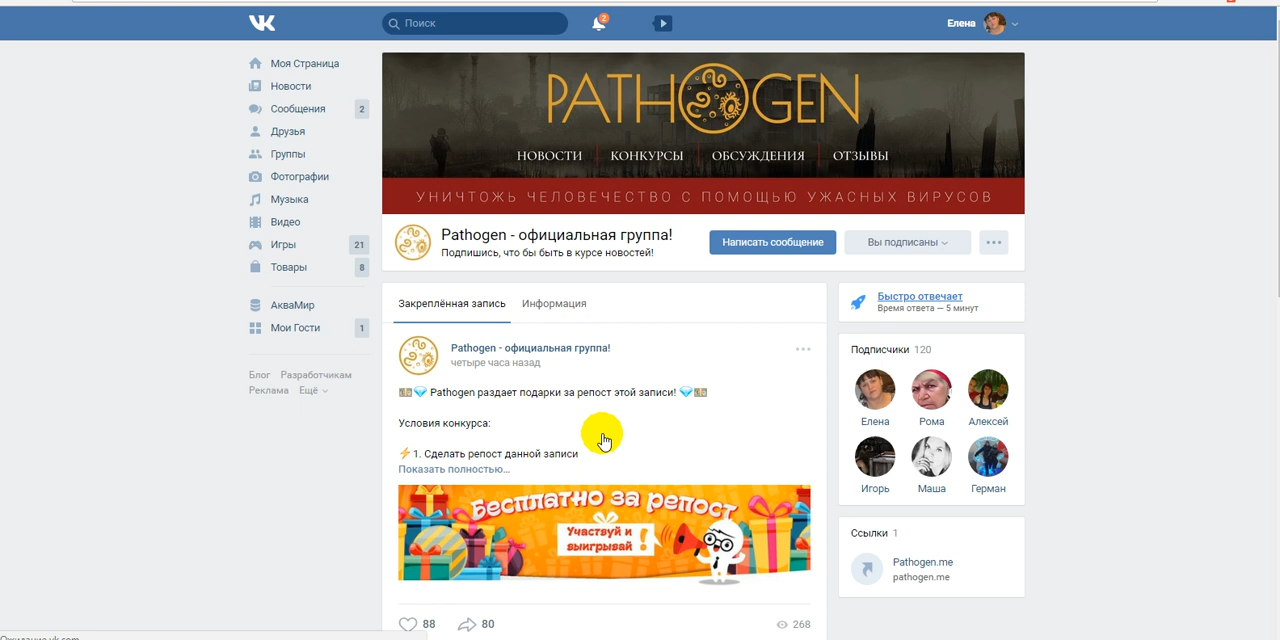 Поиск
2
Елена
Моя Страница
Новости
Сообщения 2
Друзья
Группы
Фотографии
Музыка
Видео
Игры 21
Товары 8
АкваМир
Мои Гости 1
Блог Разработчикам
Реклама Ещё
PATHOGEN
НОВОСТИ КОНКУРСЫ ОБСУЖДЕНИЯ ОТЗЫВЫ
УНИЧТОЖЬ ЧЕЛОВЕЧЕСТВО С ПОМОЩЬЮ УЖАСНЫХ ВИРУСОВ
Pathogen - официальная группа!
Подпишись, что бы быть в курсе новостей!
Написать сообщение
Вы подписаны
Закреплённая запись Информация
Pathogen - официальная группа!
четыре часа назад
Pathogen раздает подарки за репост этой записи!
Условия конкурса:
⚡1. Сделать репост данной записи
Показать полностью...
Бесплатно за репост
Участвуй и
выигрывай!
88 80 268
Быстро отвечает
Время ответа — 5 минут
Подписчики 120
Елена Рома Алексей
Игорь Маша Герман
Ссылки 1
Pathogen.me
pathogen.me